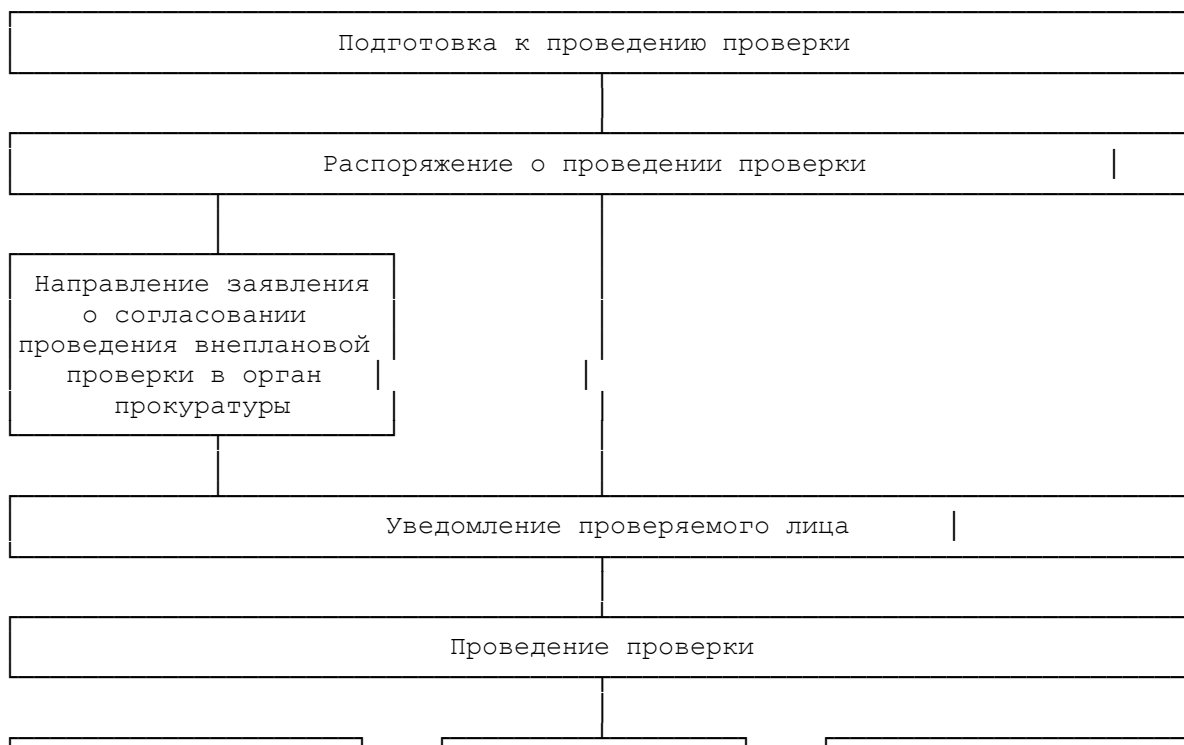 Подготовка к проведению проверки
Распоряжение о проведении проверки
Направление заявления
о согласовании
проведения внеплановой
проверки в орган
прокуратуры
Уведомление проверяемого лица
Проведение проверки